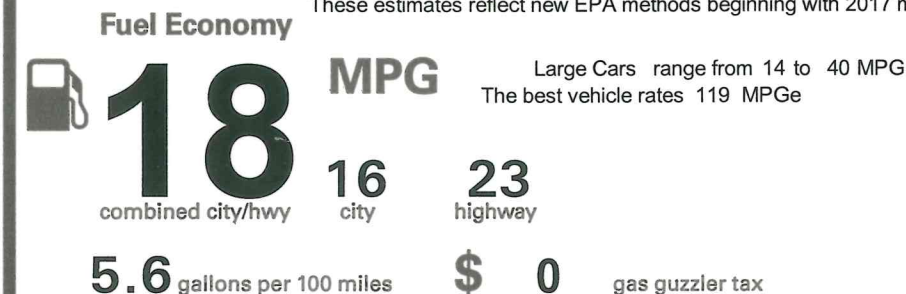 These estimates reflect new EPA methods beginning with 2017
Fuel Economy
18
MPG
Large Cars range from 14 to 40 MPG
The best vehicle rates 119 MPGe
16 23
combined city/hwy city highway
5.6 gallons per 100 miles $ 0 gas guzzler tax